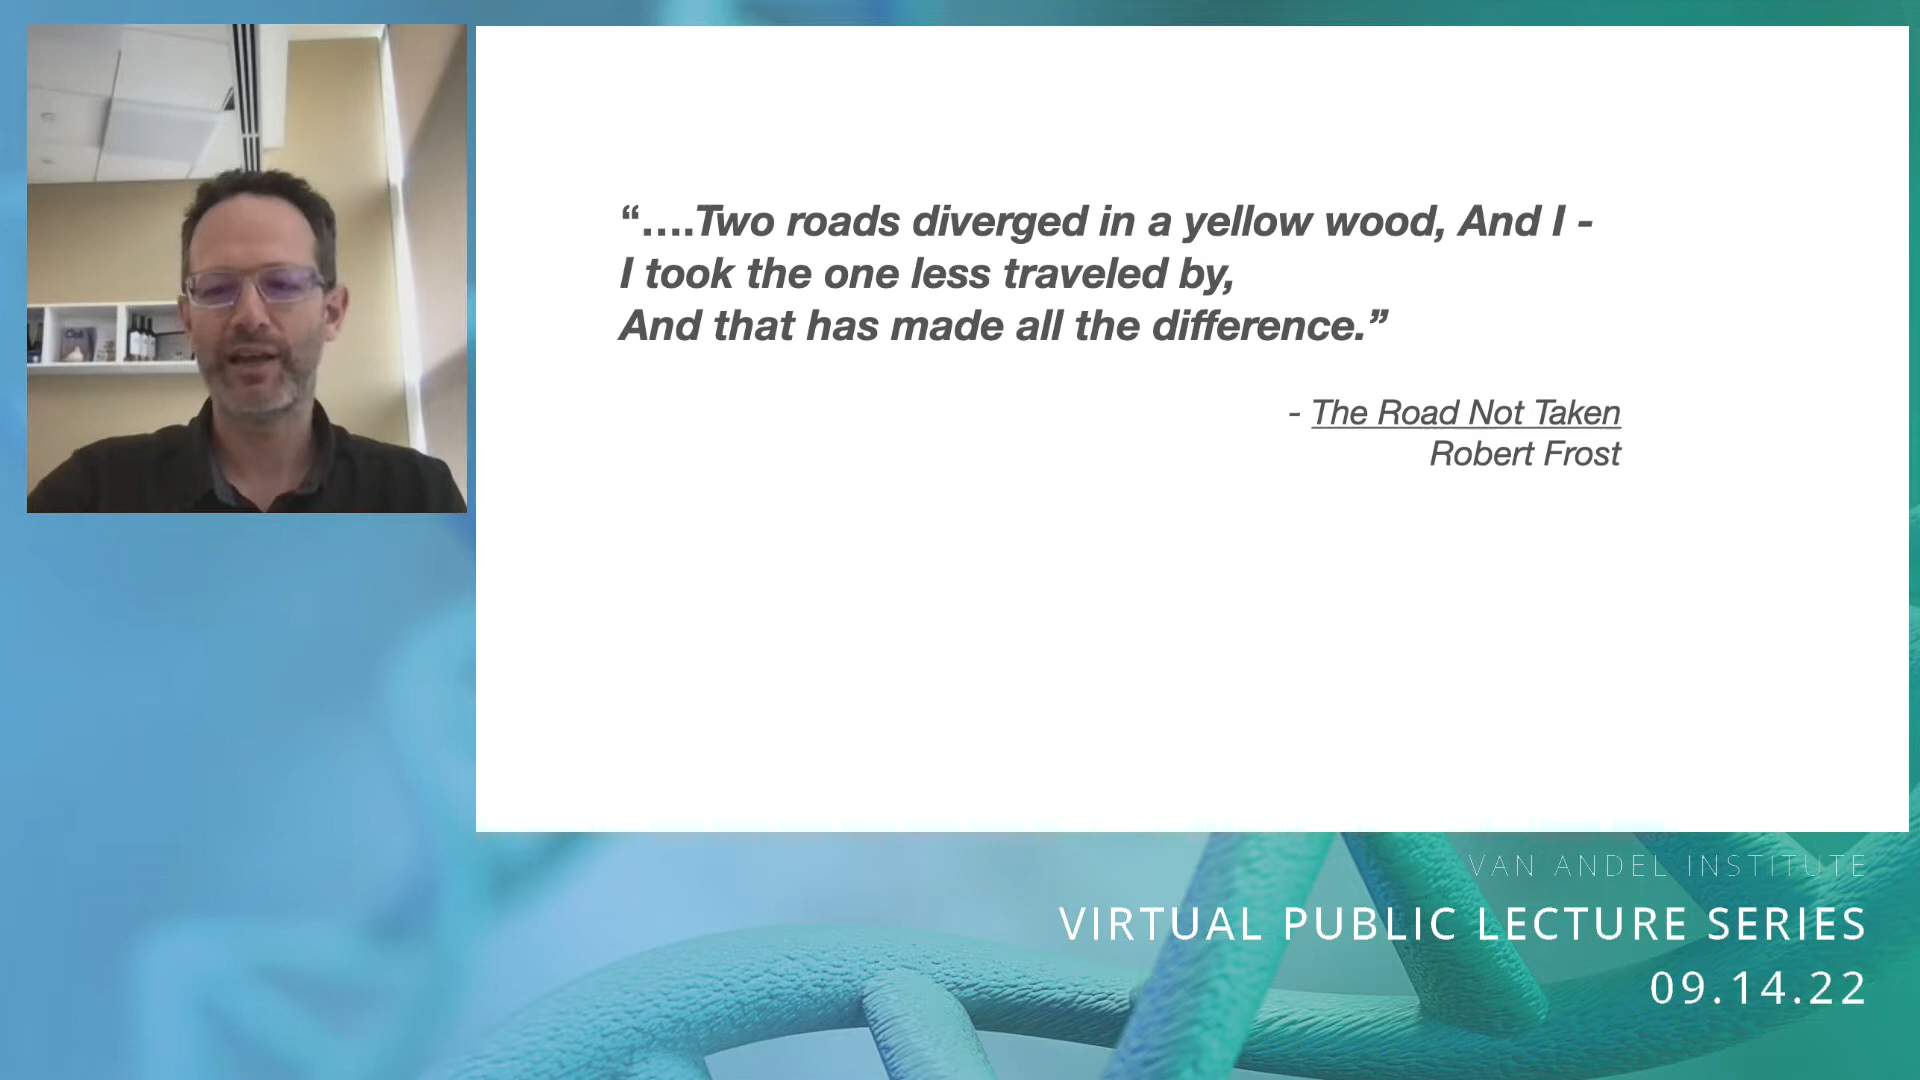 “....Two roads diverged in a yellow wood, And I -
I took the one less traveled by,
And that has made all the difference.”
- The Road Not Taken
Robert Frost
VAN ANDEL INSTITUTE
VIRTUAL PUBLIC LECTURE SERIES
09.14.22